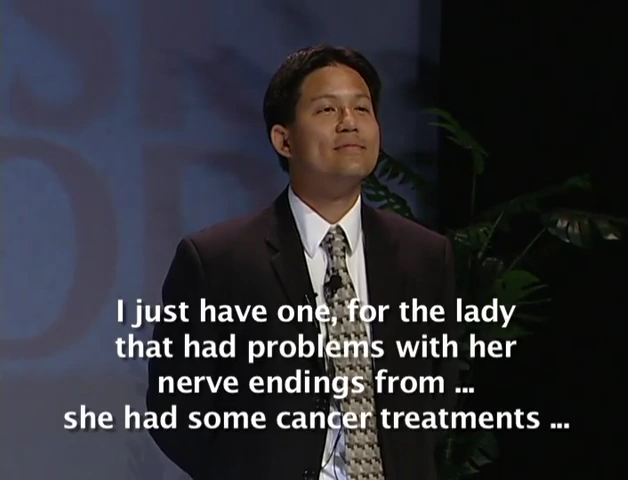 I just have one, for the lady
that had problems with her
nerve endings from ...
she had some cancer treatments ...